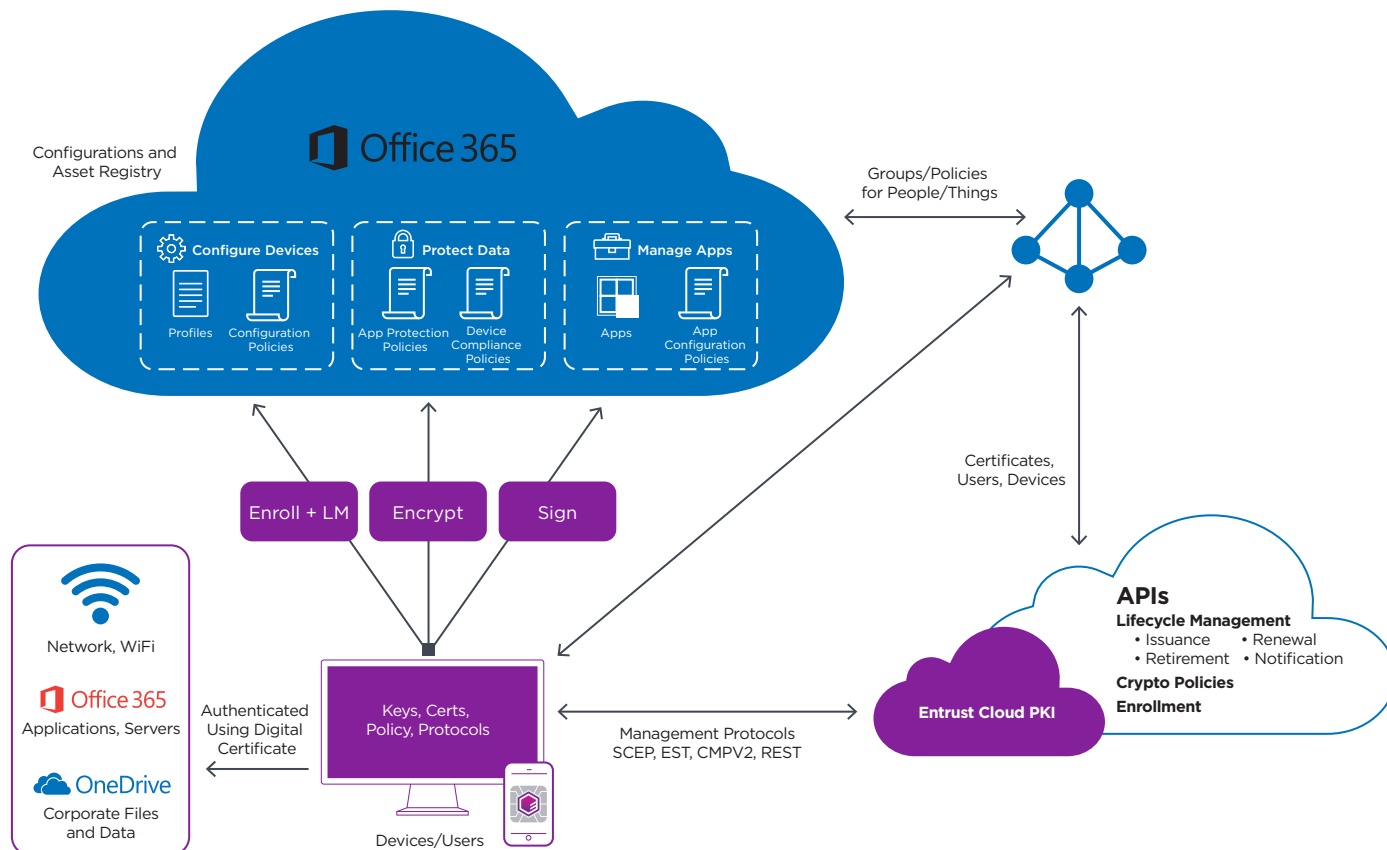 Office 365
Configurations and
Asset Registry
Groups/Policies
for People/Things
Configure Devices
Profiles
Configuration
Policies
Protect Data
App Protection
Policies
Device
Compliance
Policies
Manage Apps
Apps
App
Configuration
Policies
Certificates,
Users, Devices
Enroll + LM
Encrypt
Sign
Network, WiFi
Office 365
Applications, Servers
OneDrive
Corporate Files
and Data
Authenticated
Using Digital
Certificate
Keys, Certs,
Policy, Protocols
Devices/Users
Management Protocols
SCEP, EST, CMPV2, REST
Entrust Cloud PKI
APIs
Lifecycle Management
• Issuance • Renewal
• Retirement • Notification
Crypto Policies
Enrollment